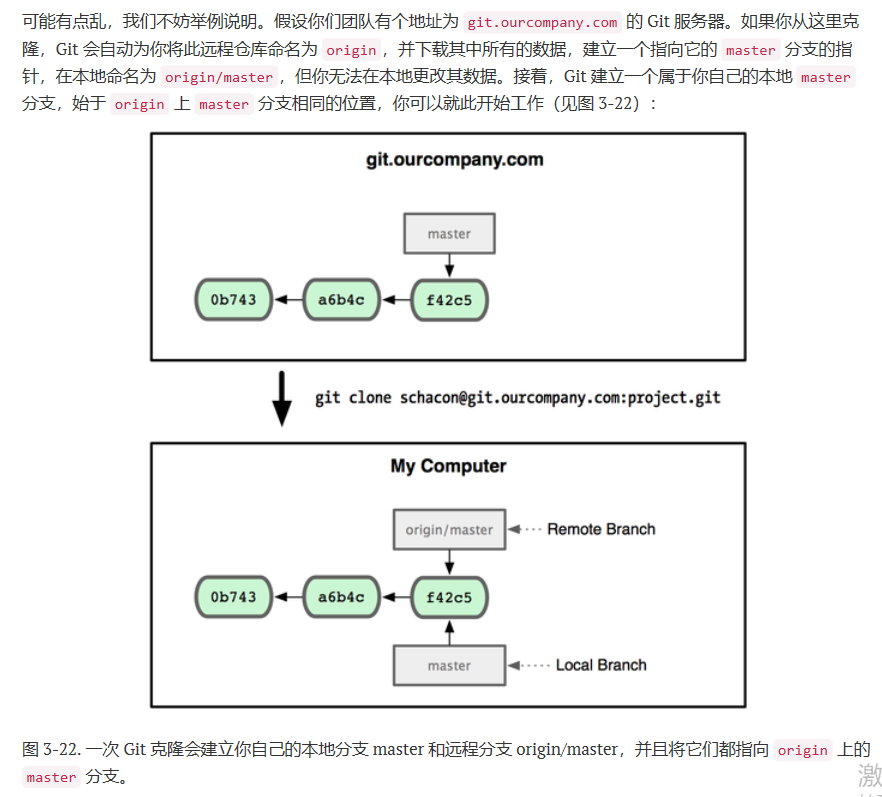 可能有点乱，我们不妨举例说明。假设你们团队有个地址为 git.ourcompany.com 的 Git 服务器。如果你从这里克
隆，Git 会自动为你将此远程仓库命名为 origin ，并下载其中所有的数据，建立一个指向它的 master 分支的指
针，在本地命名为 origin/master ，但你无法在本地更改其数据。接着，Git 建立一个属于你自己的本地 master
分支，始于 origin 上 master 分支相同的位置，你可以就此开始工作（见图 3-22）：
git.ourcompany.com
master
0b743 a6b4c f42c5
git clone schacon@git.ourcompany.com:project.git
My Computer
origin/master Remote Branch
0b743 a6b4c f42c5
master Local Branch
图 3-22. 一次 Git 克隆会建立你自己的本地分支 master 和远程分支 origin/master，并且将它们都指向 origin 上的
master 分支。
激